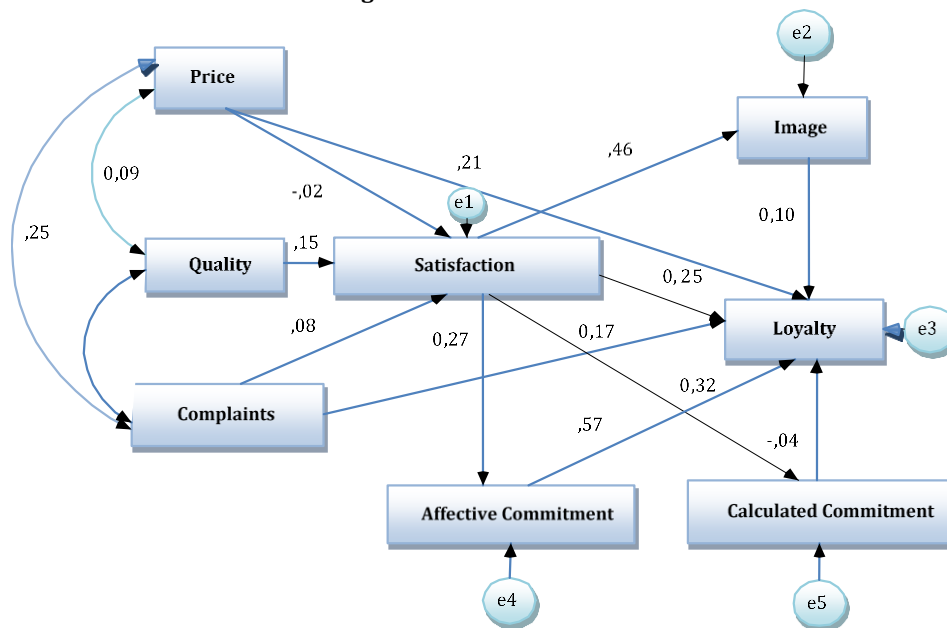 e2
Price
Image
,21
,46
0,09
-,02
e1
0,10
,25
,15
Quality
Satisfaction
0, 25
,08
0,27
0,17
Loyalty
e3
Complaints
0,32
,57
-,04
Affective Commitment
Calculated Commitment
e4
e5